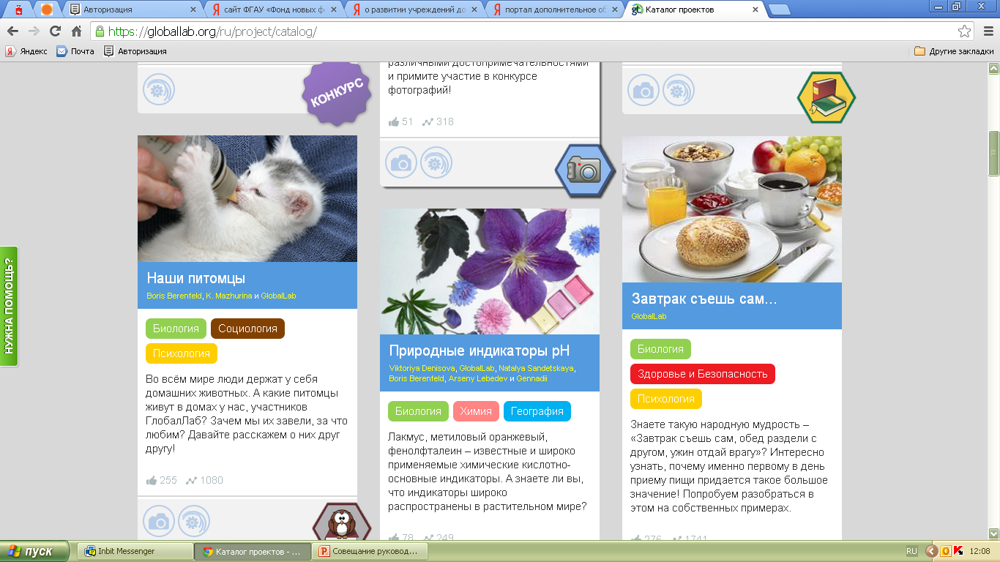 Авторизация
сайт ФГАУ «Фонд новых ф
о развитии учреждений до
портал дополнительное об
Каталог проектов
https://globallab.org/ru/project/catalog/
Яндекс
Почта
Авторизация
Другие закладки
НУЖНА ПОМОЩЬ?
КОНКУРС
Наши питомцы
Boris Berenfeld, K. Mazhurina и GlobalLab
Биология
Социология
Психология
Во всём мире люди держат у себя
домашних животных. А какие питомцы
живут в домах у нас, участников
ГлобалЛаб? Зачем мы их завели, за что
любим? Давайте расскажем о них друг
другу!
255 1080
различными достопримечательностями
и примите участие в конкурсе
фотографий!
51 318
Природные индикаторы pH
Viktoriya Denisova, GlobalLab, Natalya Sandetskaya,
Boris Berenfeld, Arseny Lebedev и Gennadii
Биология
Химия
География
Лакмус, метиловый оранжевый,
фенолфталеин – известные и широко
применяемые химические кислотно-
основные индикаторы. А знаете ли вы,
что индикаторы широко
распространены в растительном мире?
78 249
Завтрак съешь сам...
GlobalLab
Биология
Здоровье и Безопасность
Психология
Знаете такую народную мудрость –
«Завтрак съешь сам, обед раздели с
другом, ужин отдай врагу»? Интересно
узнать, почему именно первому в день
приему пищи придается такое большое
значение! Попробуем разобраться в
этом на собственных примерах.
276 1741
пуск
Inbit Messenger
Каталог проектов - ...
Совещание руковод...
RU
12:08